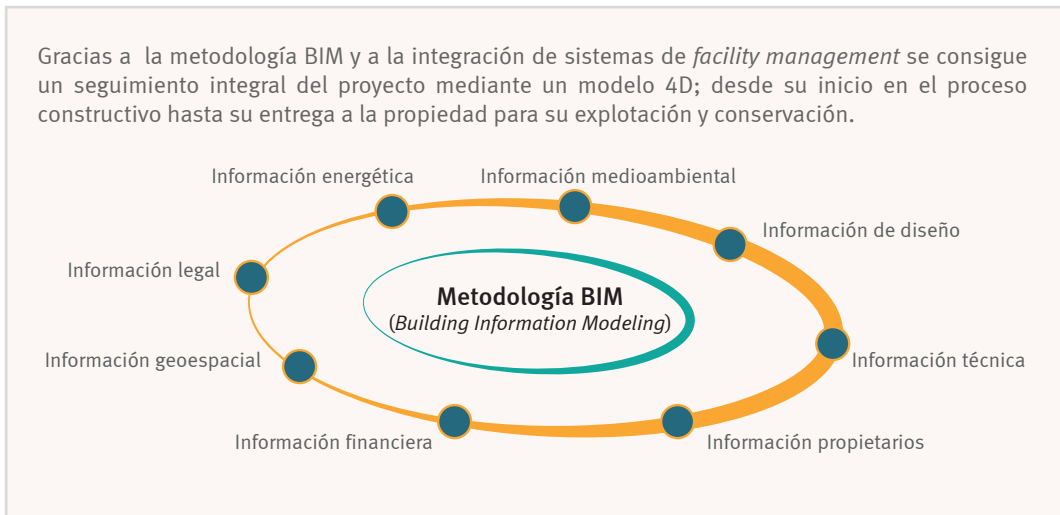 Gracias a la metodología BIM y a la integración de sistemas de facility management se consigue
un seguimiento integral del proyecto mediante un modelo 4D; desde su inicio en el proceso
constructivo hasta su entrega a la propiedad para su explotación y conservación.
Información energética
Información medioambiental
Información de diseño
Información legal
Metodología BIM
(Building Information Modeling)
Información geoespacial
Información técnica
Información financiera
Información propietarios